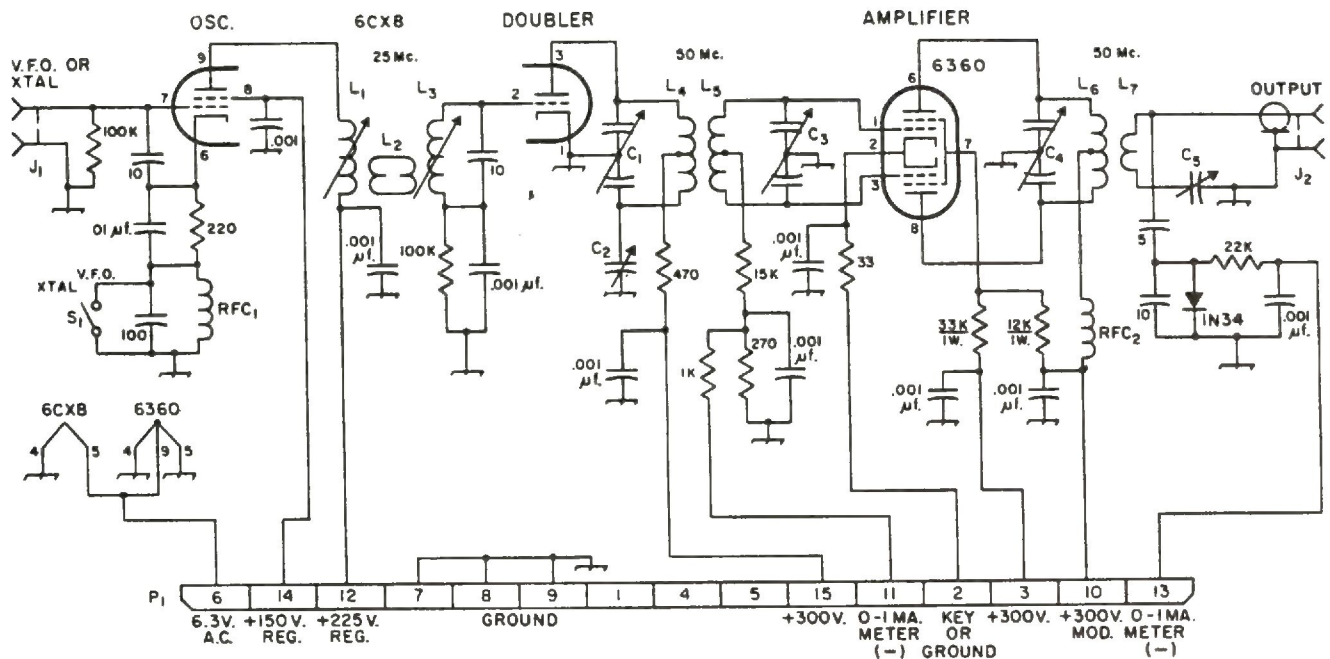 OSC.
6CX8
DOUBLER
AMPLIFIER
V.F.O. OR
XTAL
9
8
7
6
100K
.001
10
J1
01 µf.
220
V.F.O.
XTAL
S1
100
RFC1
25 Mc.
L1
L2
L3
.001
µf.
100K
10
.001 µf.
3
2
1
C1
C2
50 Mc.
L4
L5
470
.001
µf.
C3
15K
1K
270
.001
µf.
6360
6
1
2
3
7
8
.001
µf.
33
C4
50 Mc.
L6
L7
33K
1W.
12K
1W.
RFC2
.001
µf.
.001
µf.
OUTPUT
C5
J2
5
22K
10
1N34
.001
µf.
6CX8
6360
4
5
4
9
5
P1
6
14
12
7
8
9
1
4
5
15
11
2
3
10
13
6.3V. +150V. +225V. GROUND +300V. 0-1MA. KEY +300V. +300V. 0-1MA.
A.C. REG. REG. METER OR MOD. METER
(-) GROUND (-)